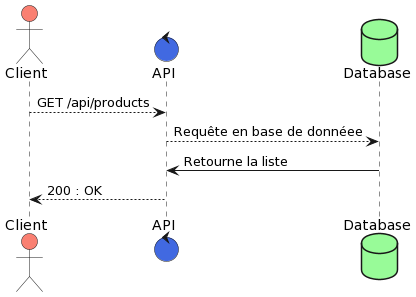 Client
API
Database
GET /api/products
Requête en base de donnéee
Retourne la liste
200 : OK
Client
API
Database